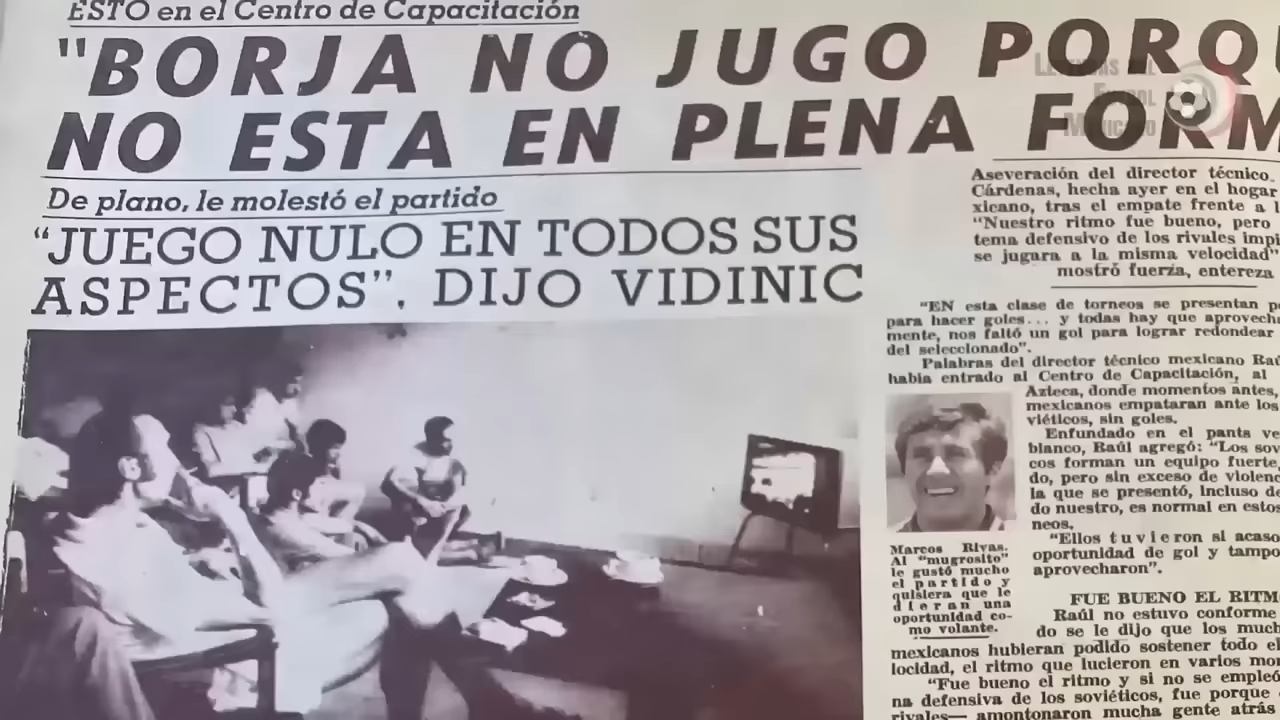 ESTO en el Centro de Capacitación
"BORJA NO JUGO PORQU
NO ESTA EN PLENA FORM
LEYENDAS DEL
FUTBOL
MEXICANO
De plano, le molestó el partido
"JUEGO NULO EN TODOS SUS
ASPECTOS", DIJO VIDINIC
Aseveración del director técnico
Cárdenas, hecha ayer en el hogar
xicano, tras el empate frente a l
"Nuestro ritmo fue bueno, pero
tema defensivo de los rivales impi
se jugara a la misma velocidad"
mostró fuerza, entereza
"EN esta clase de torneos se presentan po
para hacer goles... y todas hay que aprovech
mente, nos faltó un gol para lograr redondear
del seleccionado".
Palabras del director técnico mexicano Raú
había entrado al Centro de Capacitación, al
Azteca, donde momentos antes,
mexicanos empataran ante los
viéticos, sin goles.
Enfundado en el pants ve
blanco, Raúl agregó: "Los sov
cos forman un equipo fuerte,
do, pero sin exceso de violenc
la que se presentó, incluso de
do nuestro, es normal en estos
neos.
"Ellos tuvieron si acaso
oportunidad de gol y tampo
aprovecharon".
Marcos Rivas.
Al "mugrosito"
le gustó mucho
el partido y
quisiera que le
dieran una
oportunidad co-
mo volante.
FUE BUENO EL RITM
Raúl no estuvo conforme
do se le dijo que los much
mexicanos hubieran podido sostener todo el
locidad, el ritmo que lucieron en varios mo
"Fue bueno el ritmo y si no se empleó
na defensiva de los soviéticos, fue porque
rivales— amontonaron mucha gente atrás